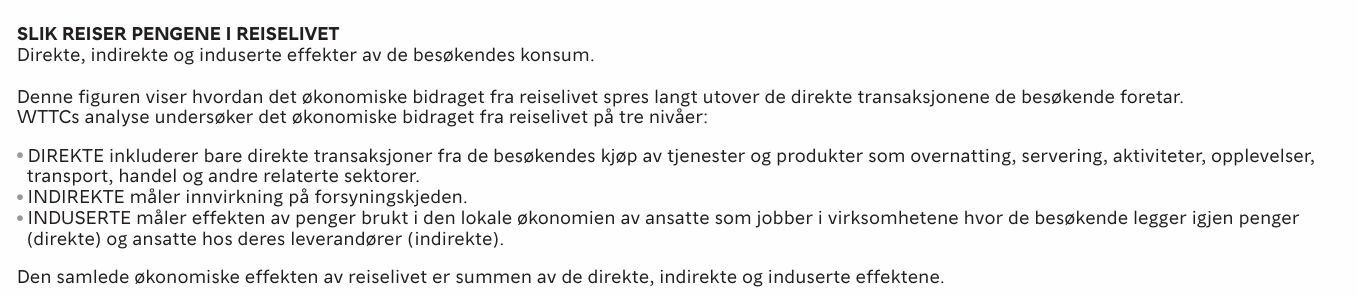 SLIK REISER PENGENE I REISELIVET
Direkte, indirekte og induserte effekter av de besøkendes konsum.
Denne figuren viser hvordan det økonomiske bidraget fra reiselivet spres langt utover de direkte transaksjonene de besøkende foretar.
WTTCs analyse undersøker det økonomiske bidraget fra reiselivet på tre nivåer:
• DIREKTE inkluderer bare direkte transaksjoner fra de besøkendes kjøp av tjenester og produkter som overnatting, servering, aktiviteter, opplevelser,
transport, handel og andre relaterte sektorer.
• INDIREKTE måler innvirkning på forsyningskjeden.
• INDUSERTE måler effekten av penger brukt i den lokale økonomien av ansatte som jobber i virksomhetene hvor de besøkende legger igjen penger
(direkte) og ansatte hos deres leverandører (indirekte).
Den samlede økonomiske effekten av reiselivet er summen av de direkte, indirekte og induserte effektene.